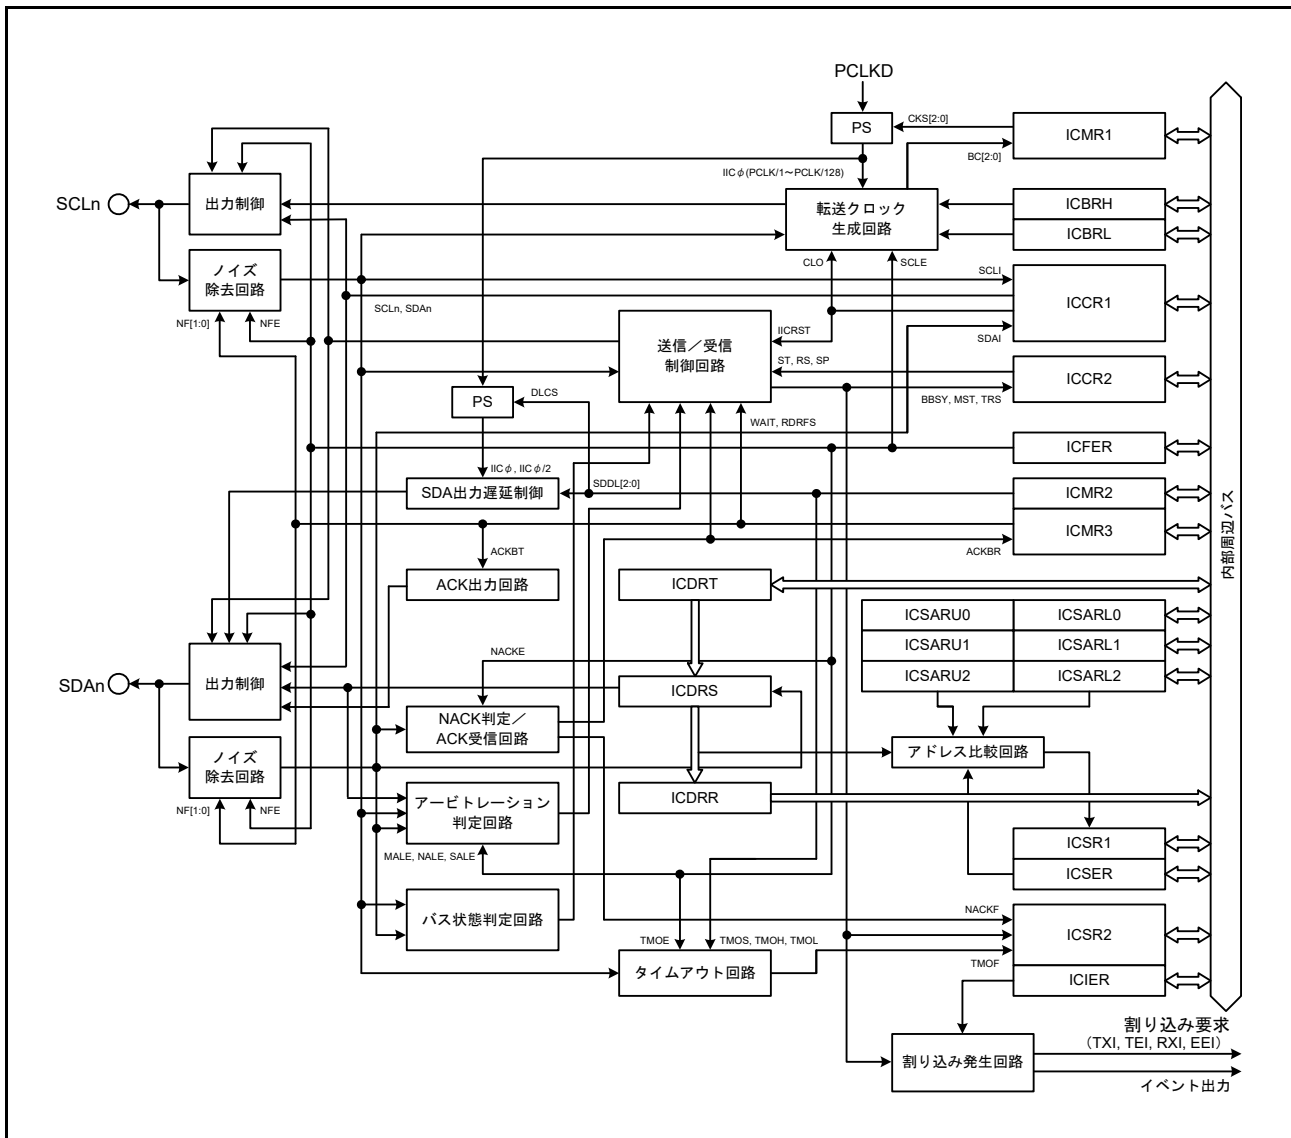 PCLKD
PS
CKS[2:0]
ICMR1
BC[2:0]
IICφ(PCLK/1～PCLK/128)
SCLn
出力制御
転送クロック
生成回路
ICBRH
ICBRL
ノイズ
除去回路
CLO
SCLE
SCLI
ICCR1
SCLn, SDAn
NF[1:0]
NFE
IICRST
SDAI
送信／受信
制御回路
ST, RS, SP
ICCR2
BBSY, MST, TRS
PS
DLCS
WAIT, RDRFS
ICFER
IICφ, IICφ/2
SDA出力遅延制御
SDDL[2:0]
ICMR2
ICMR3
ACKBT
ACKBR
内部周辺バス
ACK出力回路
ICDRT
ICSARU0
ICSARL0
ICSARU1
ICSARL1
ICSARU2
ICSARL2
NACKE
SDAn
出力制御
ICDRS
NACK判定／
ACK受信回路
アドレス比較回路
ノイズ
除去回路
NF[1:0]
NFE
アービトレーション
判定回路
ICDRR
MALE, NALE, SALE
ICSR1
ICSER
バス状態判定回路
NACKF
ICSR2
TMOE
TMOS, TMOH, TMOL
タイムアウト回路
TMOF
ICIER
割り込み要求
（TXI, TEI, RXI, EEI）
割り込み発生回路
イベント出力